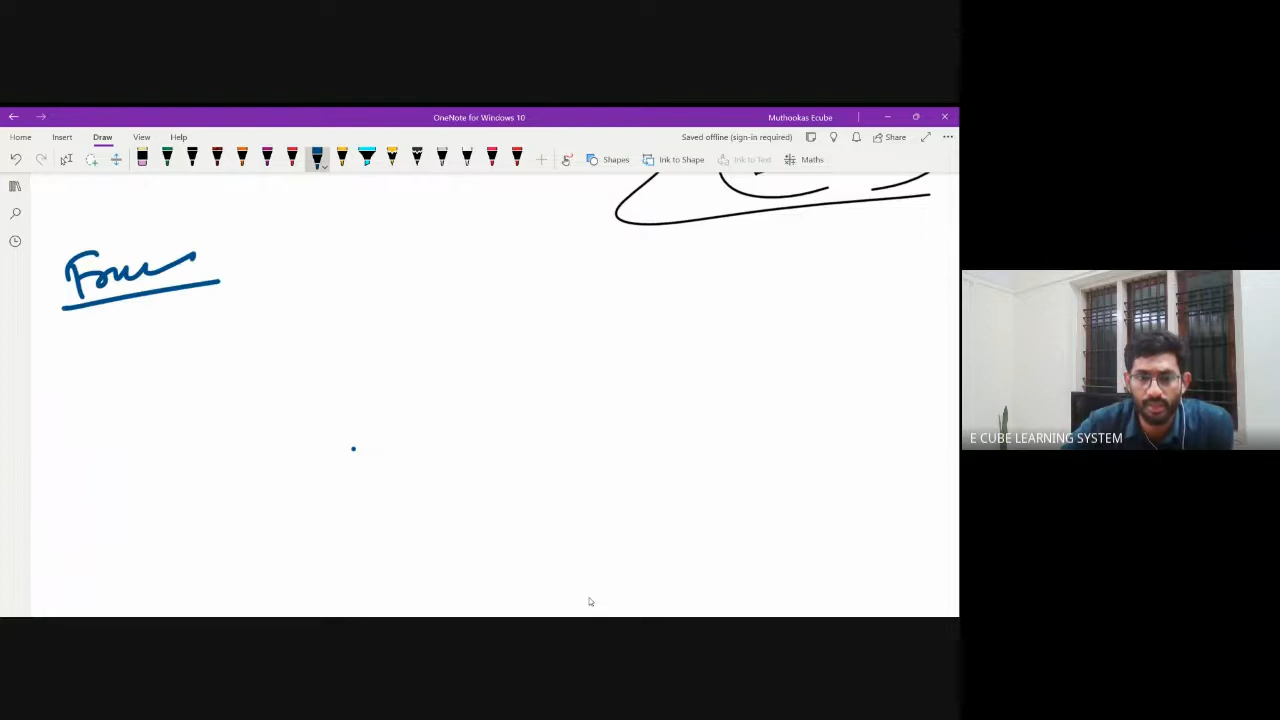 OneNote for Windows 10
Muthookas Ecube
Home Insert Draw View Help
Saved offline (sign-in required)
Share
Shapes
Ink to Shape
Ink to Text
Maths
E CUBE LEARNING SYSTEM